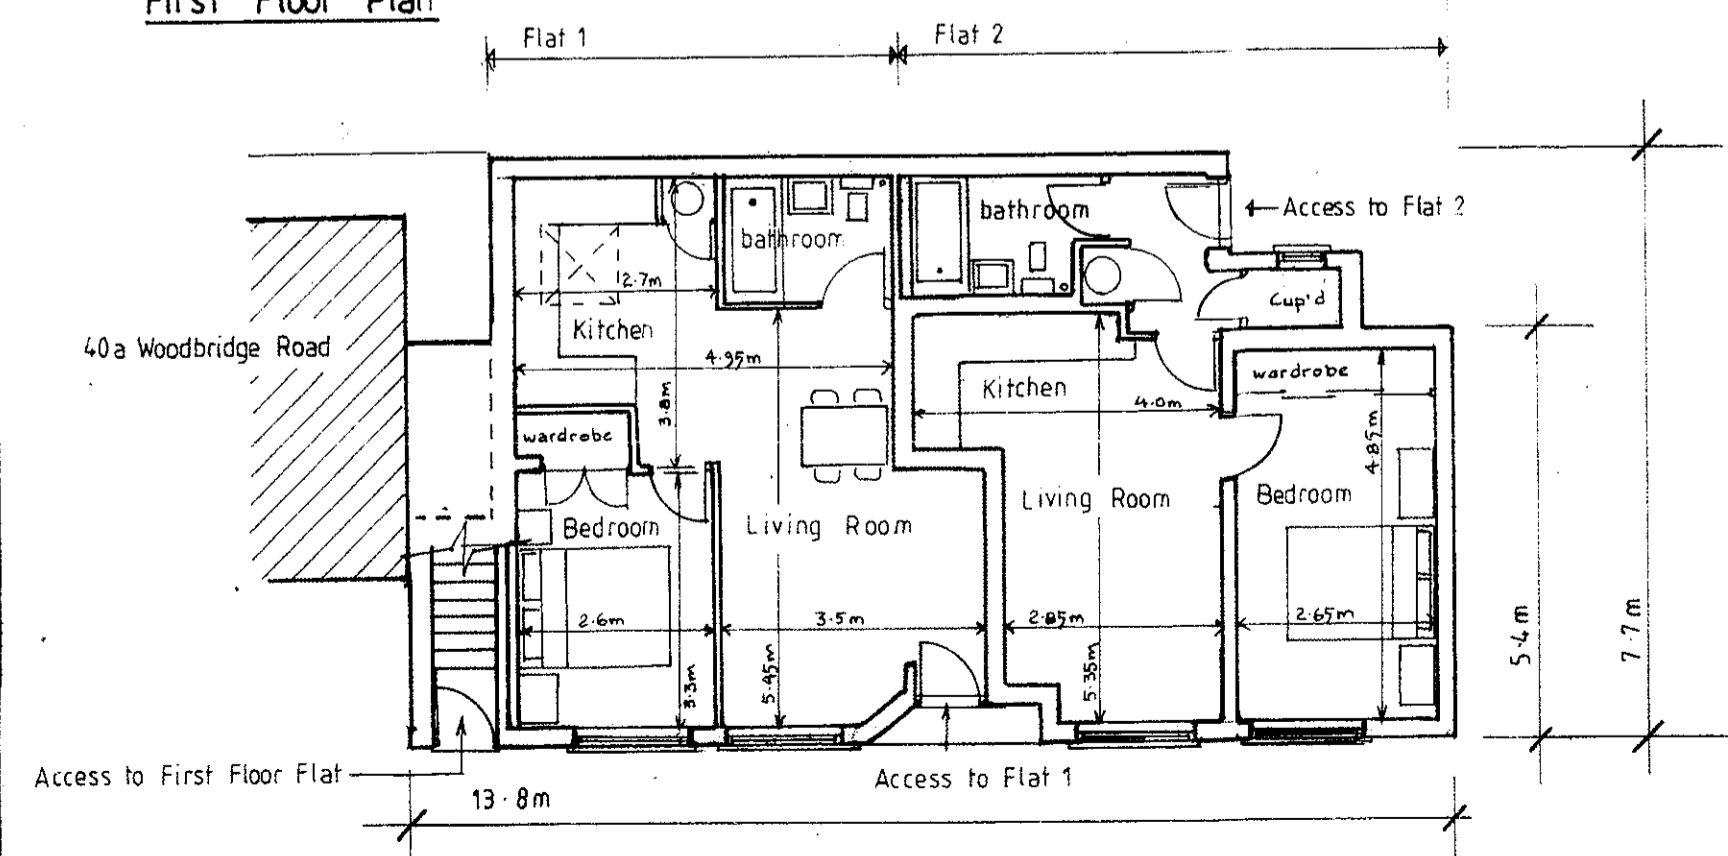 First Floor Plan
Flat 1
Flat 2
bathroom
bathroom
Access to Flat 2
2.7m
Cup'd
Kitchen
40a Woodbridge Road
4.95m
wardrobe
Kitchen
4.0m
3.8m
wardrobe
4.85m
Bedroom
Living Room
Living Room
Bedroom
2.6m
3.5m
2.85m
2.65m
5.4m
7.7m
3.3m
5.45m
5.35m
Access to First Floor Flat
Access to Flat 1
13.8m